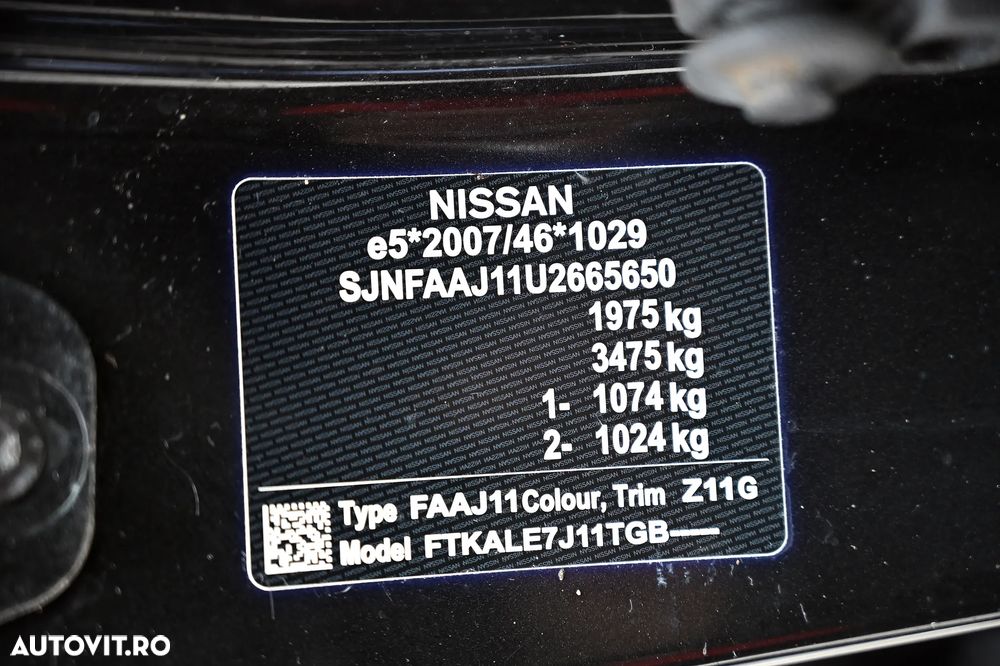 NISSAN
e5*2007/46*1029
SJNFAAJ11U2665650
1975 kg
3475 kg
1- 1074 kg
2- 1024 kg
Type FAAJ11 Colour, Trim Z11G
Model FTKALE7J11TGB-----
AUTOVIT.RO